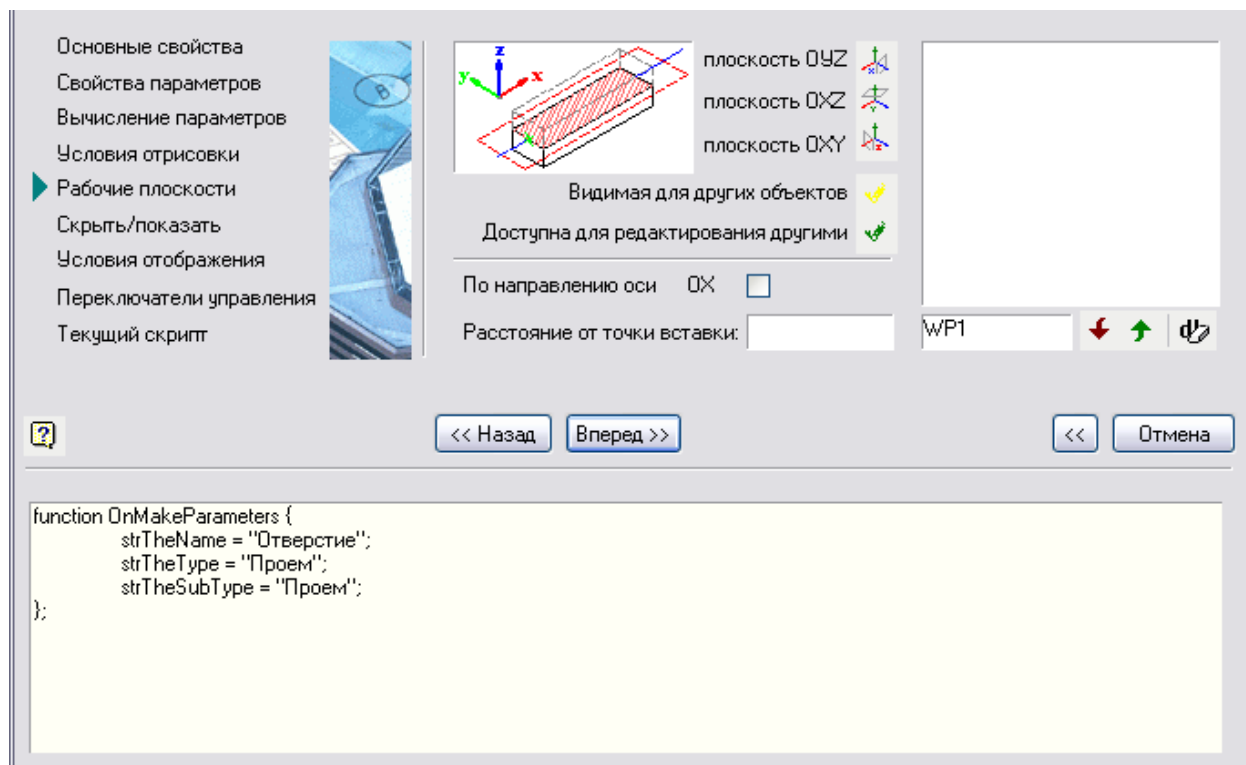 Основные свойства
Свойства параметров
Вычисление параметров
Условия отрисовки
Рабочие плоскости
Скрыть/показать
Условия отображения
Переключатели управления
Текущий скрипт
z
y
x
плоскость OYZ
плоскость OXZ
плоскость OXY
Видимая для других объектов
Доступна для редактирования другими
По направлению оси OX
Расстояние от точки вставки:
WP1
<< Назад
Вперед >>
<<
Отмена
function OnMakeParameters {
strTheName = "Отверстие";
strTheType = "Проем";
strTheSubType = "Проем";
};